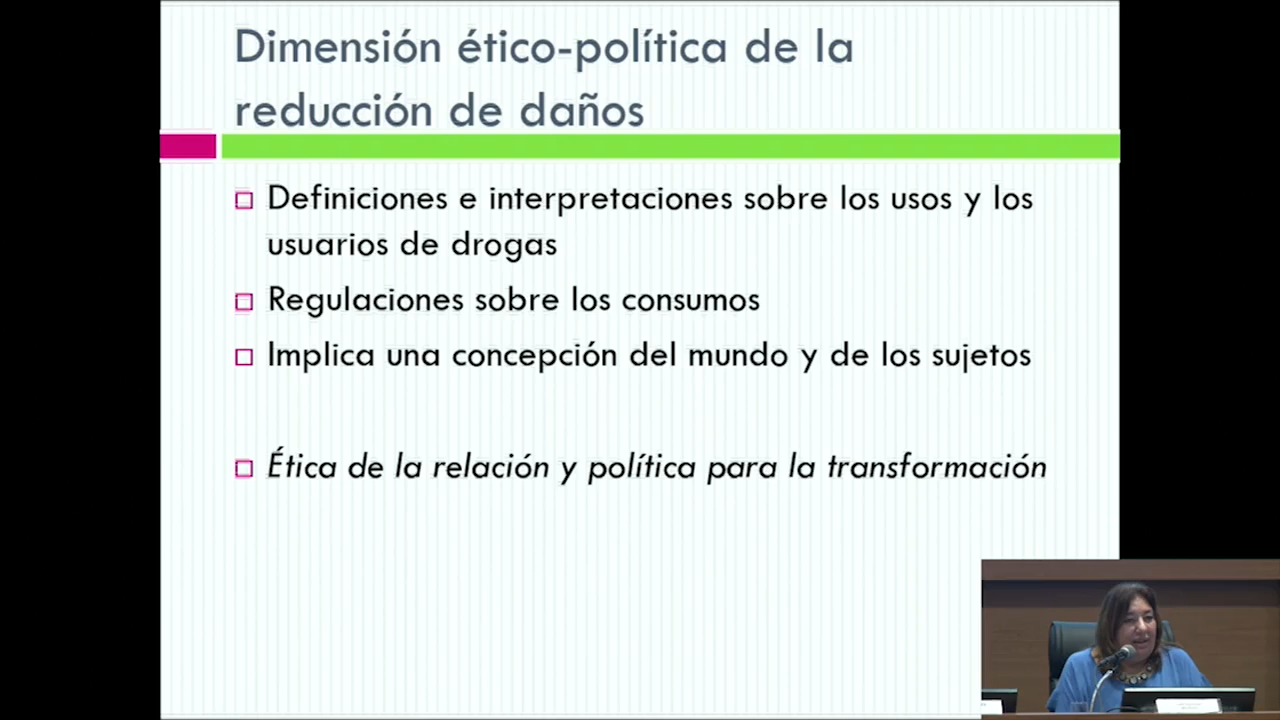 Dimensión ético-política de la
reducción de daños
Definiciones e interpretaciones sobre los usos y los
usuarios de drogas
Regulaciones sobre los consumos
Implica una concepción del mundo y de los sujetos
Ética de la relación y política para la transformación